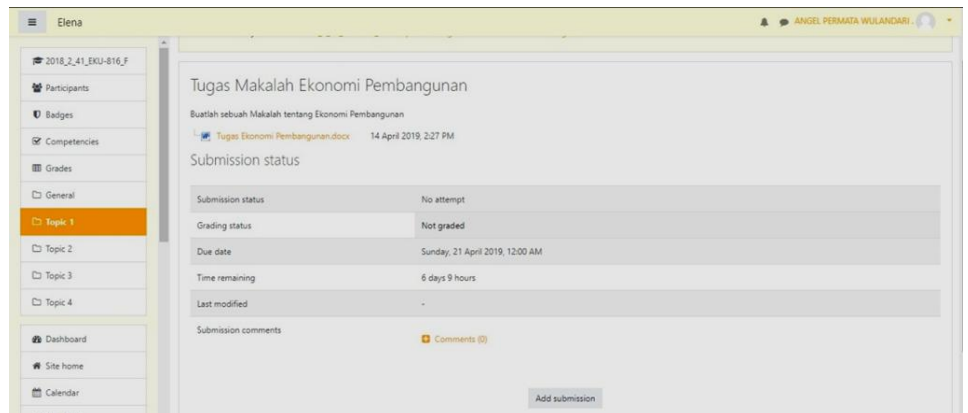 Elena
ANGEL PERMATA WULANDARI .
2018_2_41_EKU-816_F
Participants
Badges
Competencies
Grades
General
Topic 1
Topic 2
Topic 3
Topic 4
Dashboard
Site home
Calendar
Tugas Makalah Ekonomi Pembangunan
Buatlah sebuah Makalah tentang Ekonomi Pembangunan
Tugas Ekonomi Pembangunan.docx 14 April 2019, 2:27 PM
Submission status
Submission status No attempt
Grading status Not graded
Due date Sunday, 21 April 2019, 12:00 AM
Time remaining 6 days 9 hours
Last modified -
Submission comments Comments (0)
Add submission